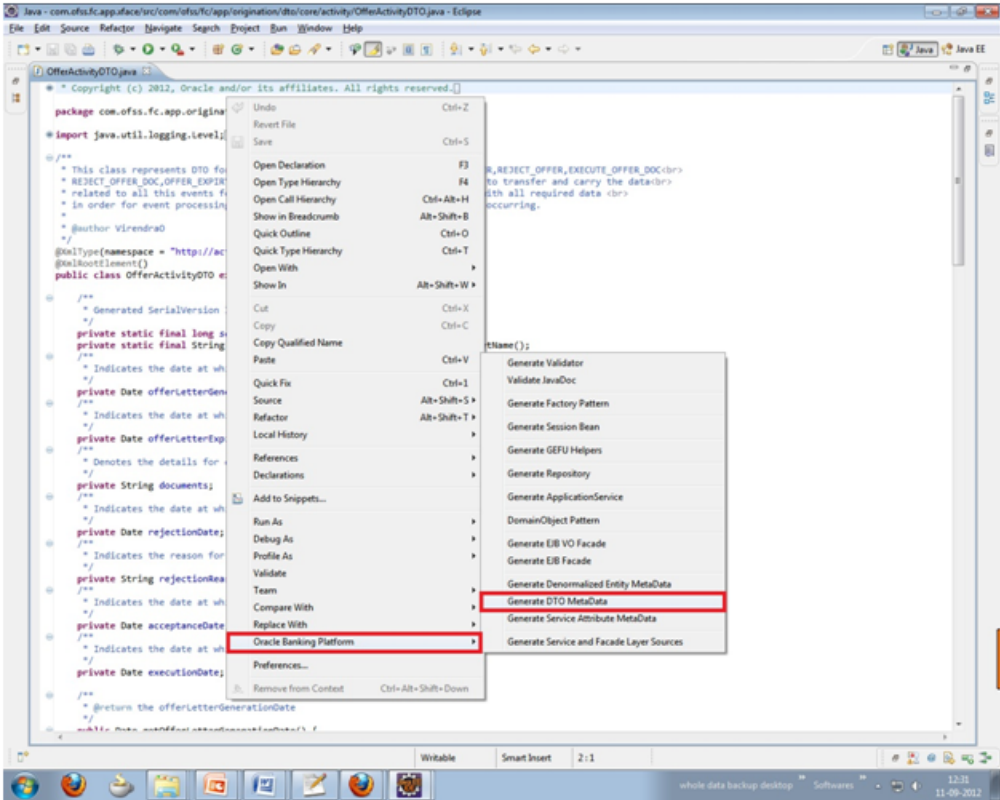 Java - com.ofss.fc.app.xface/src/com/ofss/fc/app/origination/dto/core/activity/OfferActivityDTO.java - Eclipse
File Edit Source Refactor Navigate Search Project Run Window Help
Java Java EE
OfferActivityDTO.java
* Copyright (c) 2012, Oracle and/or its affiliates. All rights reserved.
package com.ofss.fc.app.origina
import java.util.logging.Level;
/**
* This class represents DTO fo R,REJECT_OFFER,EXECUTE_OFFER_DOC<br>
* REJECT_OFFER_DOC,OFFER_EXPIR to transfer and carry the data<br>
* related to all this events f ith all required data <br>
* in order for event processin occurring.
*
* @author VirendraO
*/
@XmlType(namespace = "http://ac
@XmlRootElement()
public class OfferActivityDTO e
/**
* Generated SerialVersion
*/
private static final long s
private static final String tName();
/**
* Indicates the date at wh
*/
private Date offerLetterGen
/**
* Indicates the date at wh
*/
private Date offerLetterExp
/**
* Denotes the details for
*/
private String documents;
/**
* Indicates the date at wh
*/
private Date rejectionDate;
/**
* Indicates the reason for
*/
private String rejectionRea
/**
* Indicates the date at wh
*/
private Date acceptanceDate
/**
* Indicates the date at wh
*/
private Date executionDate;
/**
* @return the offerLetterGenerationDate
*/
public Date getOfferLetterGenerationDate() {
Undo Ctrl+Z
Revert File
Save Ctrl+S
Open Declaration F3
Open Type Hierarchy F4
Open Call Hierarchy Ctrl+Alt+H
Show in Breadcrumb Alt+Shift+B
Quick Outline Ctrl+O
Quick Type Hierarchy Ctrl+T
Open With
Show In Alt+Shift+W
Cut Ctrl+X
Copy Ctrl+C
Copy Qualified Name
Paste Ctrl+V
Quick Fix Ctrl+1
Source Alt+Shift+S
Refactor Alt+Shift+T
Local History
References
Declarations
Add to Snippets...
Run As
Debug As
Profile As
Validate
Team
Compare With
Replace With
Oracle Banking Platform
Preferences...
Remove from Context Ctrl+Alt+Shift+Down
Generate Validator
Validate JavaDoc
Generate Factory Pattern
Generate Session Bean
Generate GEFU Helpers
Generate Repository
Generate ApplicationService
DomainObject Pattern
Generate EJB VO Facade
Generate EJB Facade
Generate Denormalized Entity MetaData
Generate DTO MetaData
Generate Service Attribute MetaData
Generate Service and Facade Layer Sources
Writable Smart Insert 2:1
whole data backup desktop Softwares 12:31
11-09-2012